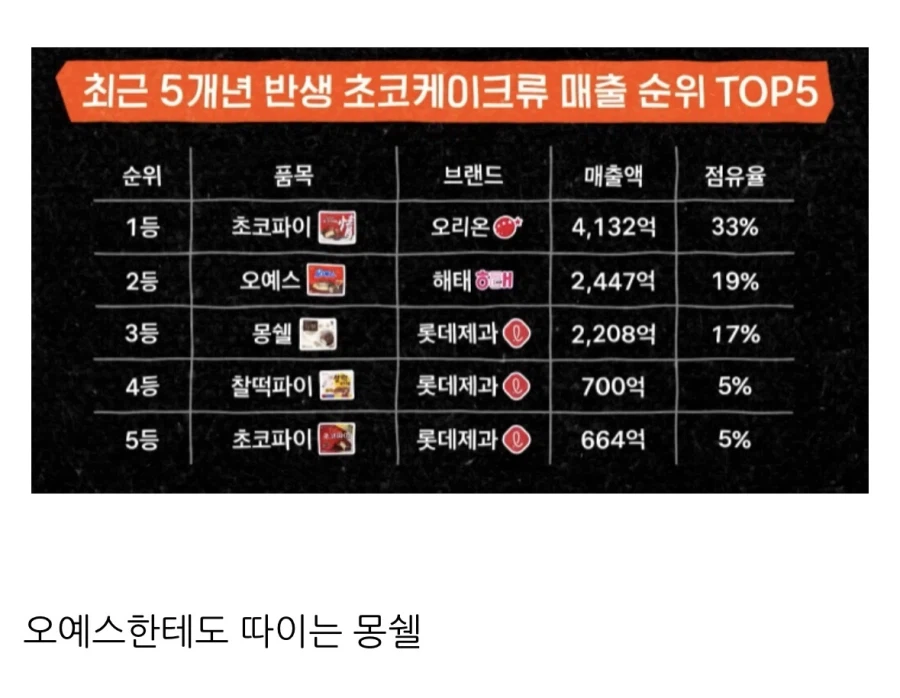 최근 5개년 반생 초코케이크류 매출 순위 TOP5
순위 품목 브랜드 매출액 점유율
1등 초코파이 오리온 4,132억 33%
2등 오예스 해태 해태 2,447억 19%
3등 몽쉘 롯데제과 2,208억 17%
4등 찰떡파이 롯데제과 700억 5%
5등 초코파이 롯데제과 664억 5%
오예스한테도 따이는 몽쉘